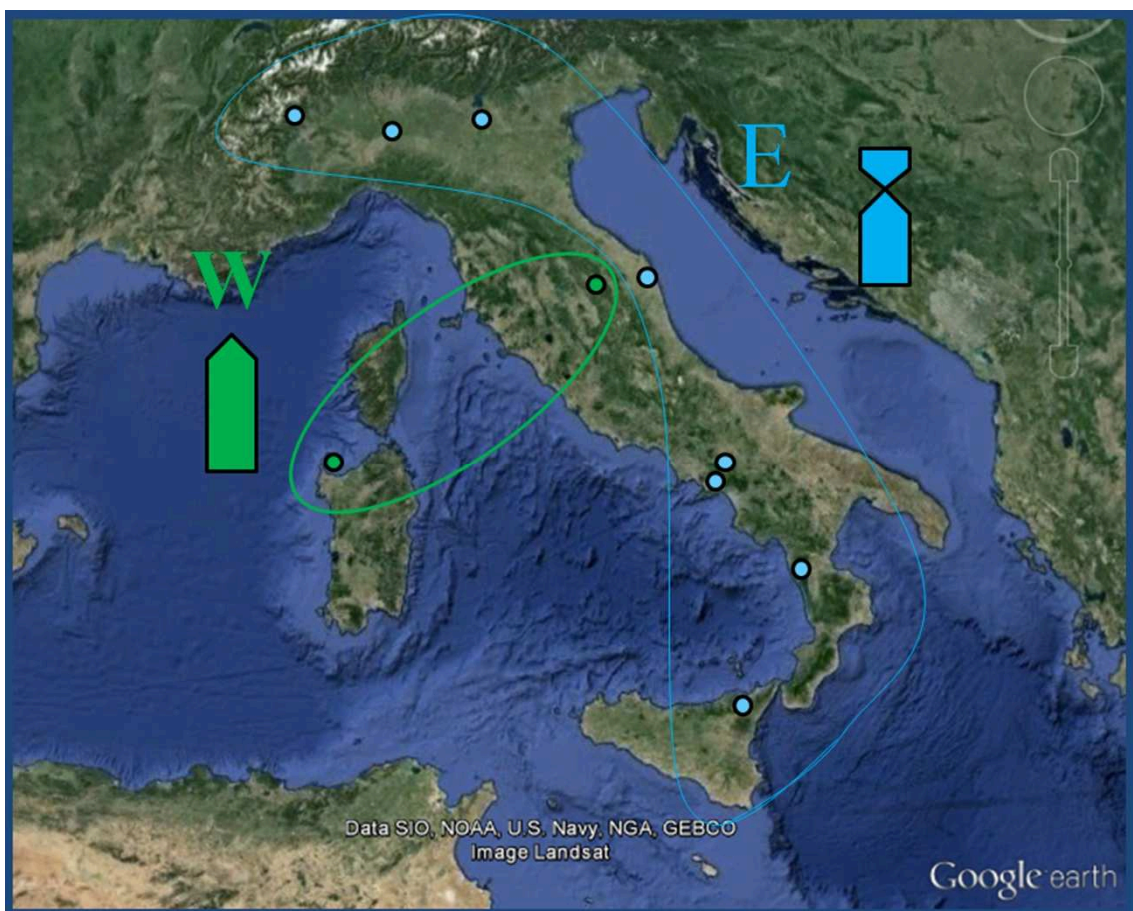 E
W
Data SIO, NOAA, U.S. Navy, NGA, GEBCO
Image Landsat
Google earth